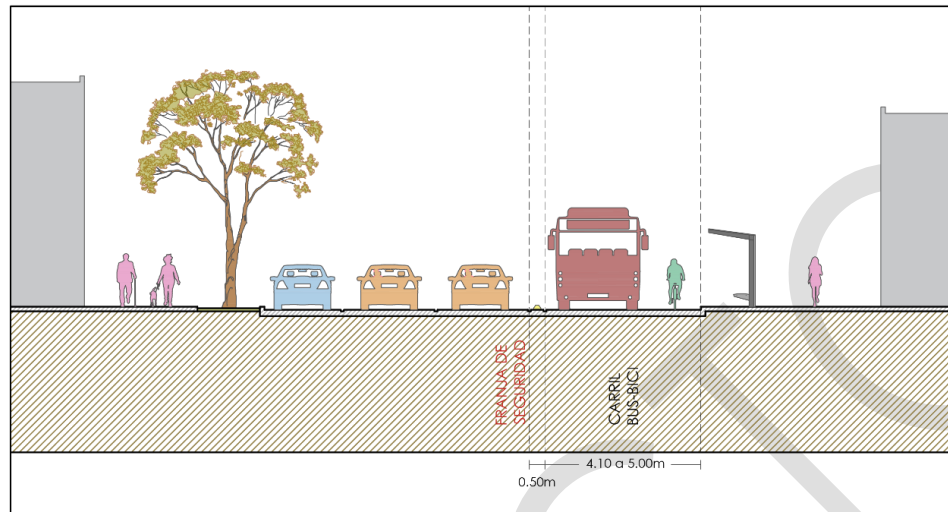 FRANJA DE
SEGURIDAD
CARRIL
BUS-BICI
4.10 a 5.00m
0.50m